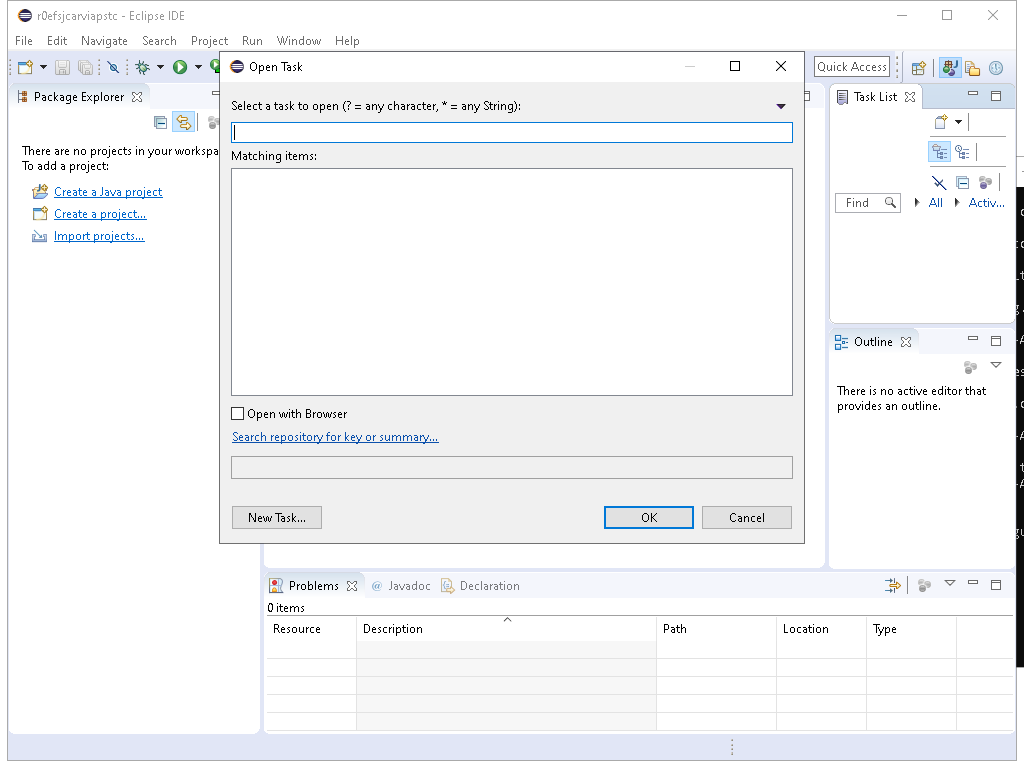 r0efsjcarviapstc - Eclipse IDE
File Edit Navigate Search Project Run Window Help
Open Task
Quick Access
Package Explorer
Select a task to open (? = any character, * = any String):
Task List
There are no projects in your
To add a project:
Matching items:
Create a Java project
Create a project...
Import projects...
Find
All
Activ...
Outline
There is no active editor that
provides an outline.
Open with Browser
Search repository for key or summary...
New Task...
OK
Cancel
Problems
@ Javadoc
Declaration
0 items
Resource Description Path Location Type